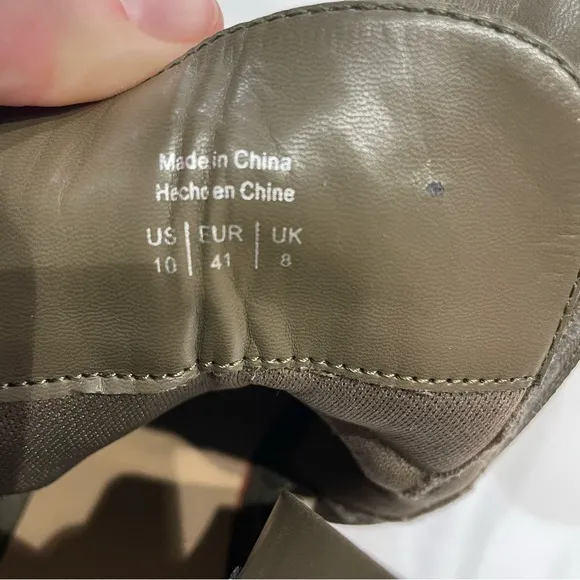 Made in China
Hecho en Chine
US | EUR | UK
10 | 41 | 8